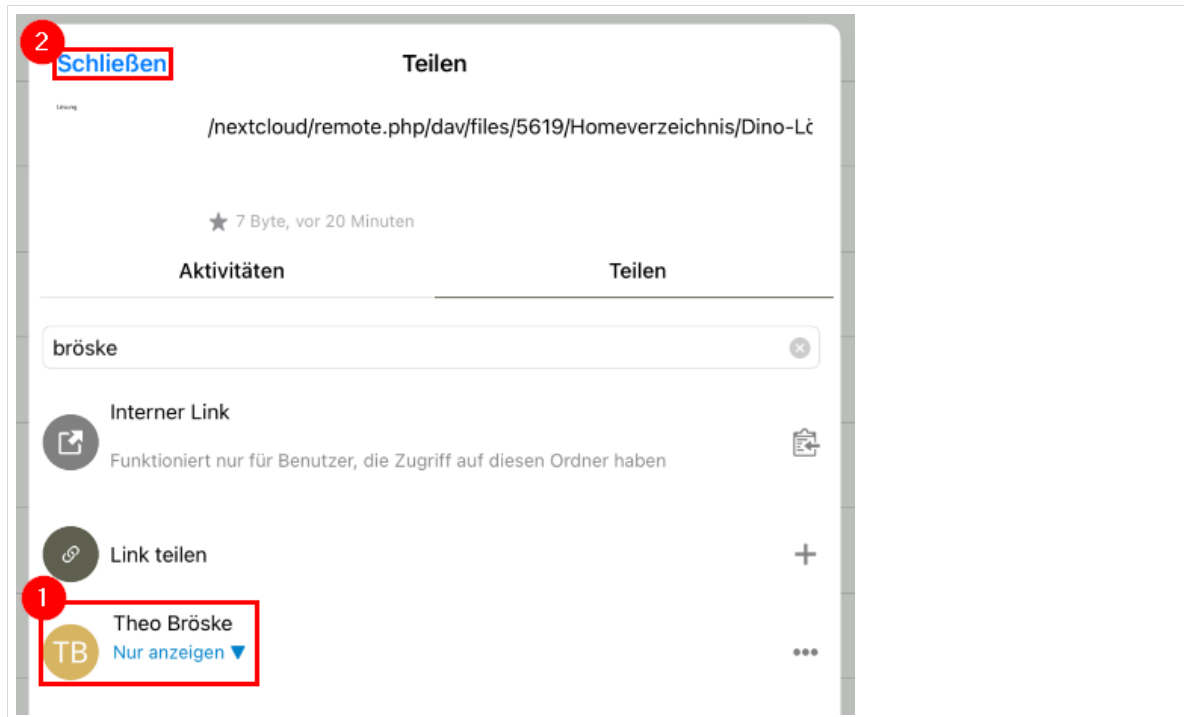 2
Schließen
Teilen
Lösung
/nextcloud/remote.php/dav/files/5619/Homeverzeichnis/Dino-Lö
7 Byte, vor 20 Minuten
Aktivitäten Teilen
bröske
Interner Link
Funktioniert nur für Benutzer, die Zugriff auf diesen Ordner haben
Link teilen
1
Theo Bröske
TB
Nur anzeigen ▼